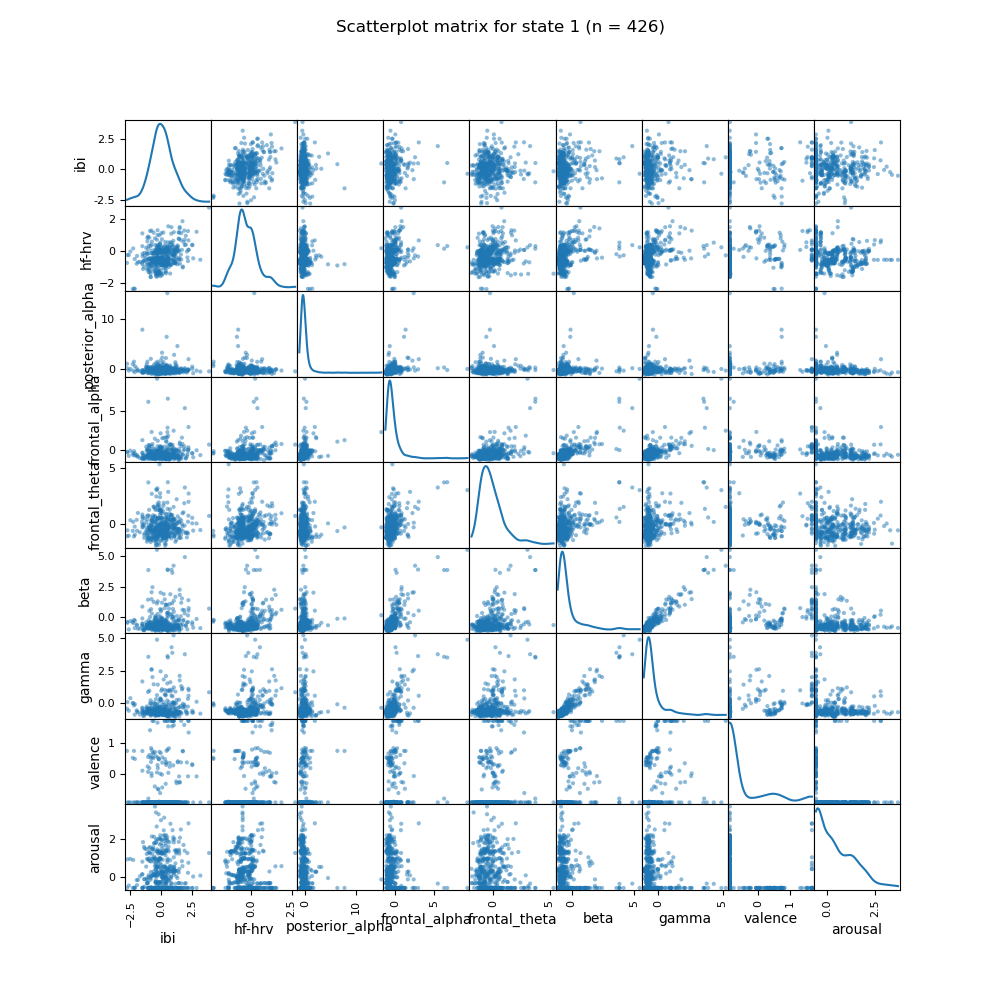 Scatterplot matrix for state 1 (n = 426)
ibi
2.5
0.0
−2.5
hf-hrv
2
0
−2
posterior_alpha
10
0
frontal_alpha
5
0
frontal_theta
5
0
beta
5.0
2.5
0.0
gamma
5.0
2.5
0.0
valence
1
0
arousal
2
0
−2.5 0.0 2.5 0.0 2.5 0 10 0 5 0 5 0 5 0 5 0 1 0.0 2.5
ibi hf-hrv posterior_alpha frontal_alpha frontal_theta beta gamma valence arousal